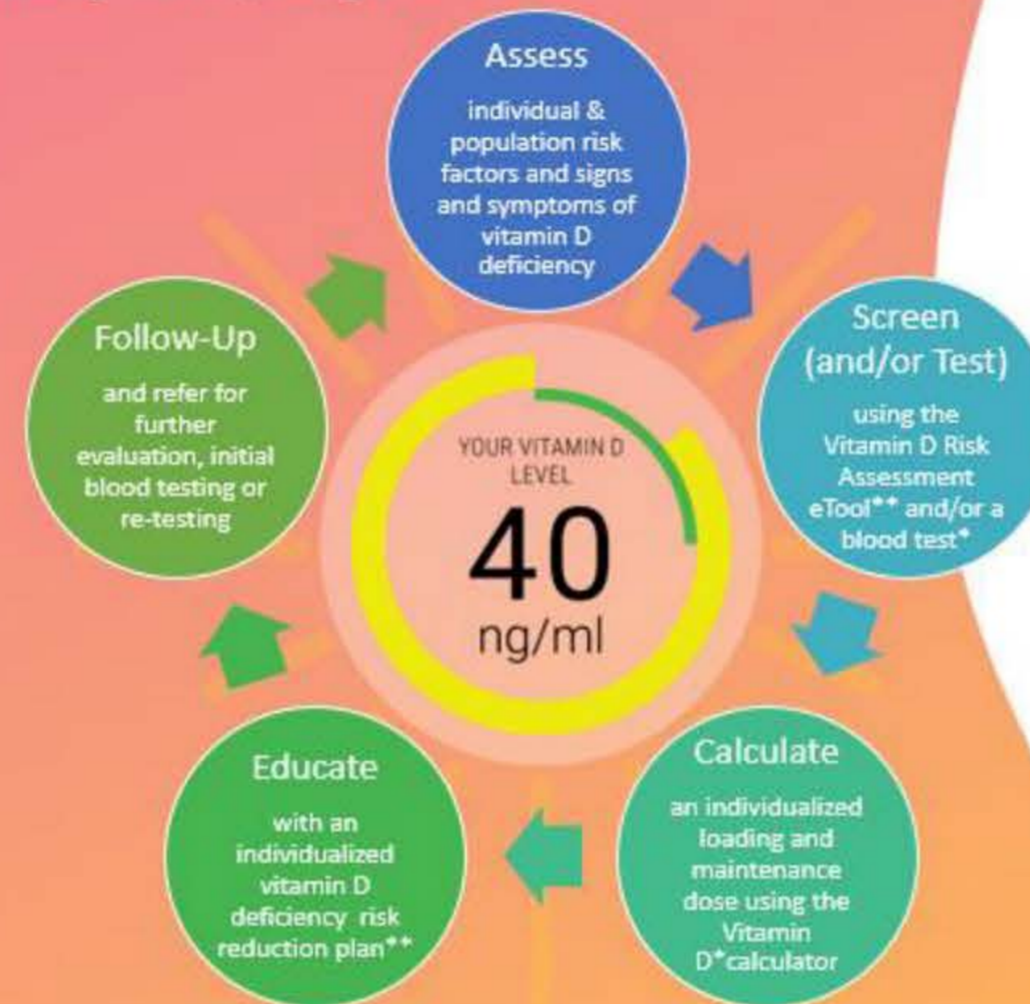 Assess
individual &
population risk
factors and signs
and symptoms of
vitamin D
deficiency
Screen
(and/or Test)
using the
Vitamin D Risk
Assessment
eTool** and/or a
blood test*
Calculate
an individualized
loading and
maintenance
dose using the
Vitamin
D*calculator
Educate
with an
individualized
vitamin D
deficiency risk
reduction plan**
Follow-Up
and refer for
further
evaluation, initial
blood testing or
re-testing
YOUR VITAMIN D
LEVEL
40
ng/ml